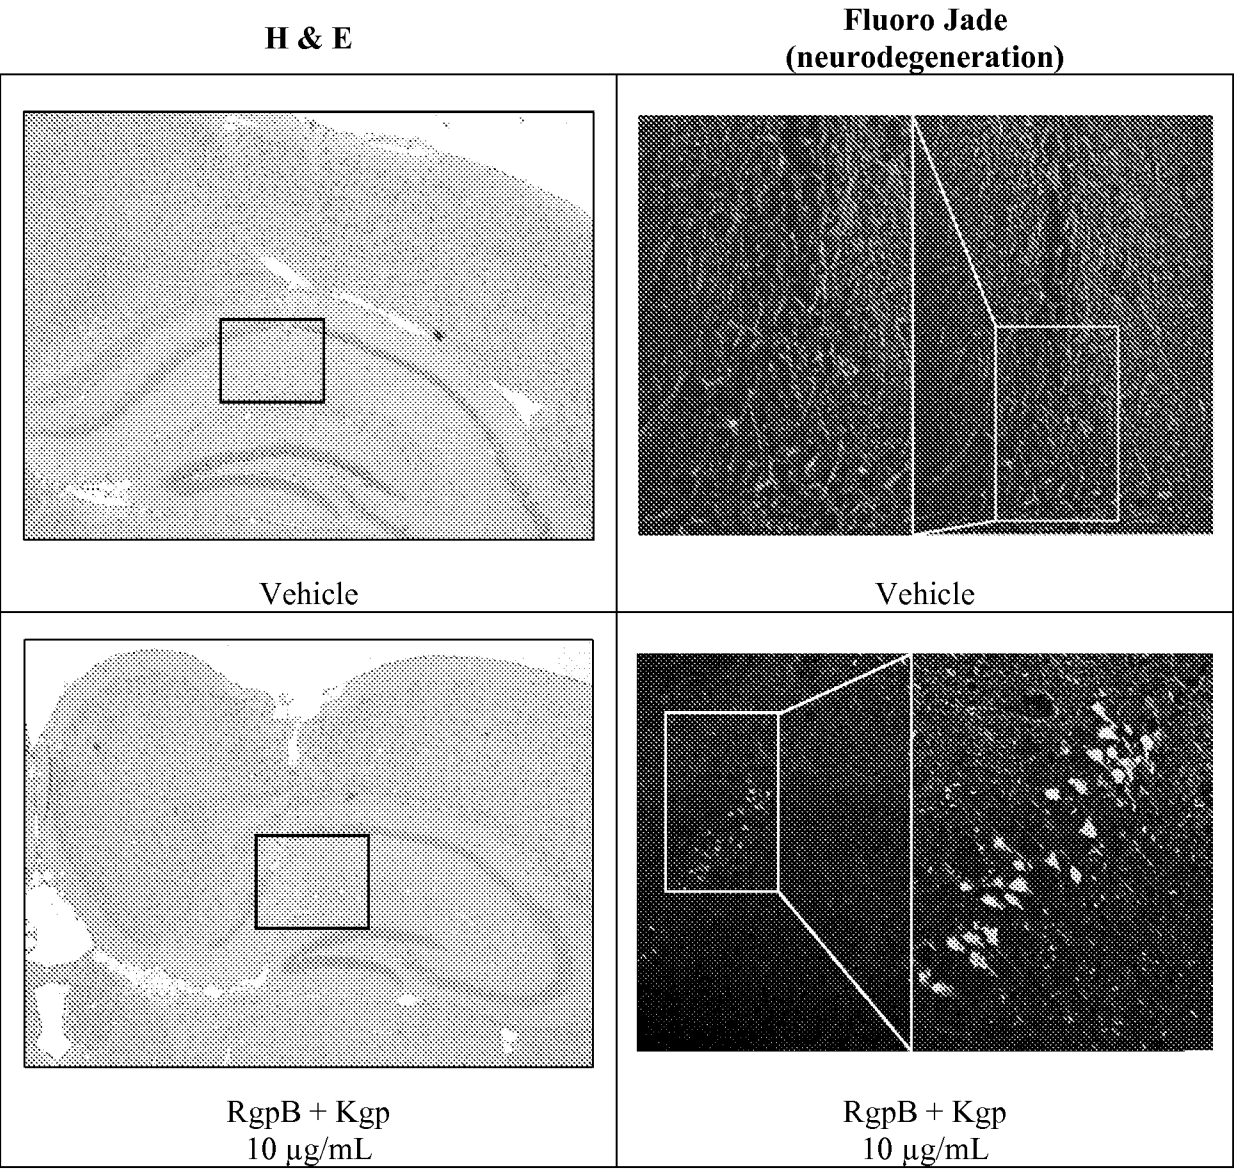 H & E
Fluoro Jade
(neurodegeneration)
Vehicle
Vehicle
RgpB + Kgp
10 µg/mL
RgpB + Kgp
10 µg/mL